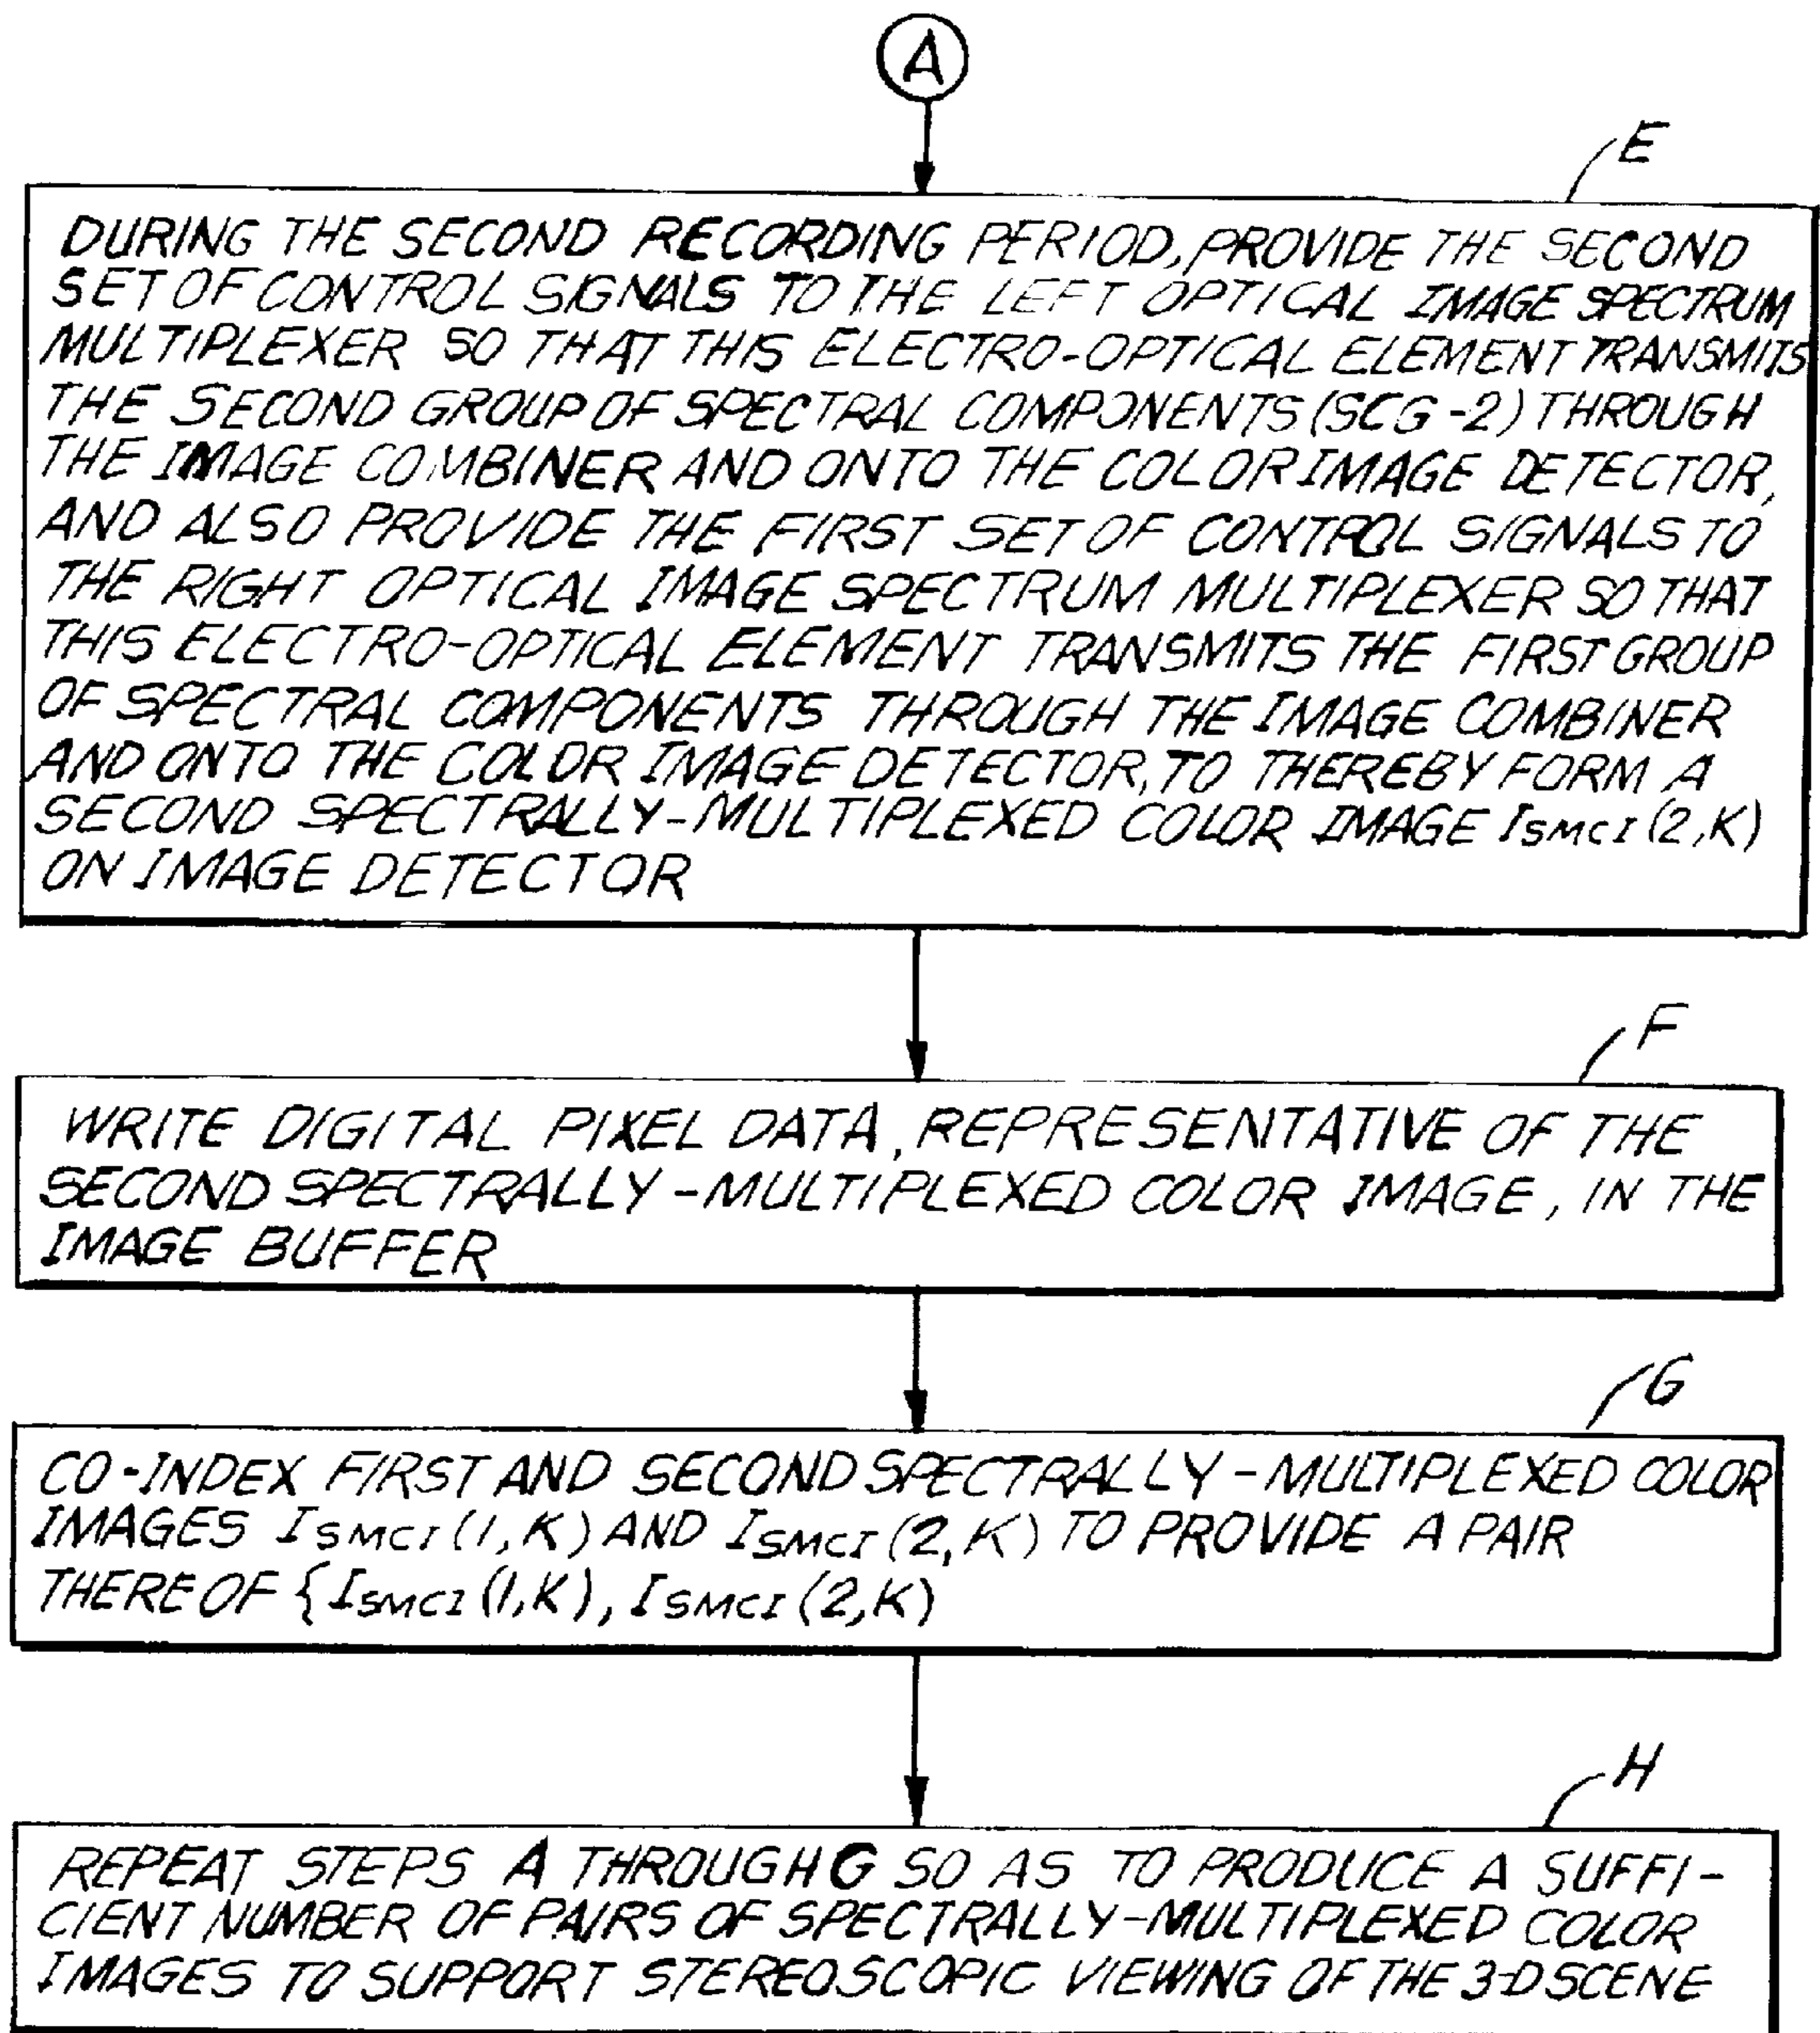 A
E
DURING THE SECOND RECORDING PERIOD, PROVIDE THE SECOND
SET OF CONTROL SIGNALS TO THE LEFT OPTICAL IMAGE SPECTRUM
MULTIPLEXER SO THAT THIS ELECTRO-OPTICAL ELEMENT TRANSMITS
THE SECOND GROUP OF SPECTRAL COMPONENTS (SCG-2) THROUGH
THE IMAGE COMBINER AND ONTO THE COLOR IMAGE DETECTOR,
AND ALSO PROVIDE THE FIRST SET OF CONTROL SIGNALS TO
THE RIGHT OPTICAL IMAGE SPECTRUM MULTIPLEXER SO THAT
THIS ELECTRO-OPTICAL ELEMENT TRANSMITS THE FIRST GROUP
OF SPECTRAL COMPONENTS THROUGH THE IMAGE COMBINER
AND ONTO THE COLOR IMAGE DETECTOR, TO THEREBY FORM A
SECOND SPECTRALLY-MULTIPLEXED COLOR IMAGE ISMCI (2,K)
ON IMAGE DETECTOR
F
WRITE DIGITAL PIXEL DATA, REPRESENTATIVE OF THE
SECOND SPECTRALLY-MULTIPLEXED COLOR IMAGE, IN THE
IMAGE BUFFER
G
CO-INDEX FIRST AND SECOND SPECTRALLY-MULTIPLEXED COLOR
IMAGES ISMCI (1,K) AND ISMCI (2,K) TO PROVIDE A PAIR
THEREOF {ISMCI (1,K), ISMCI (2,K)
H
REPEAT STEPS A THROUGH G SO AS TO PRODUCE A SUFFI-
CIENT NUMBER OF PAIRS OF SPECTRALLY-MULTIPLEXED COLOR
IMAGES TO SUPPORT STEREOSCOPIC VIEWING OF THE 3-D SCENE